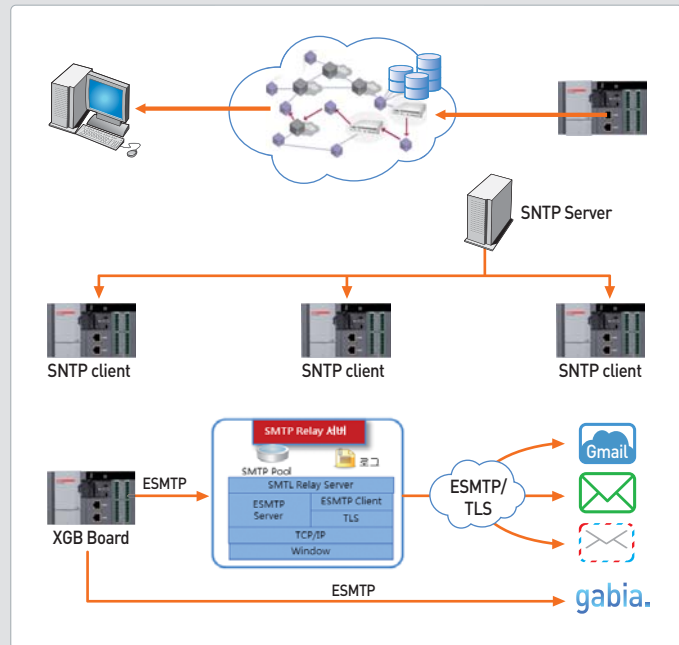 SNTP Server
SNTP client
SNTP client
SNTP client
SMTP Relay 서버
SMTP Pool
로그
SMTL Relay Server
ESMTP
Server
ESMTP Client
TLS
TCP/IP
Window
ESMTP
XGB Board
ESMTP/
TLS
Gmail
ESMTP
gabia.